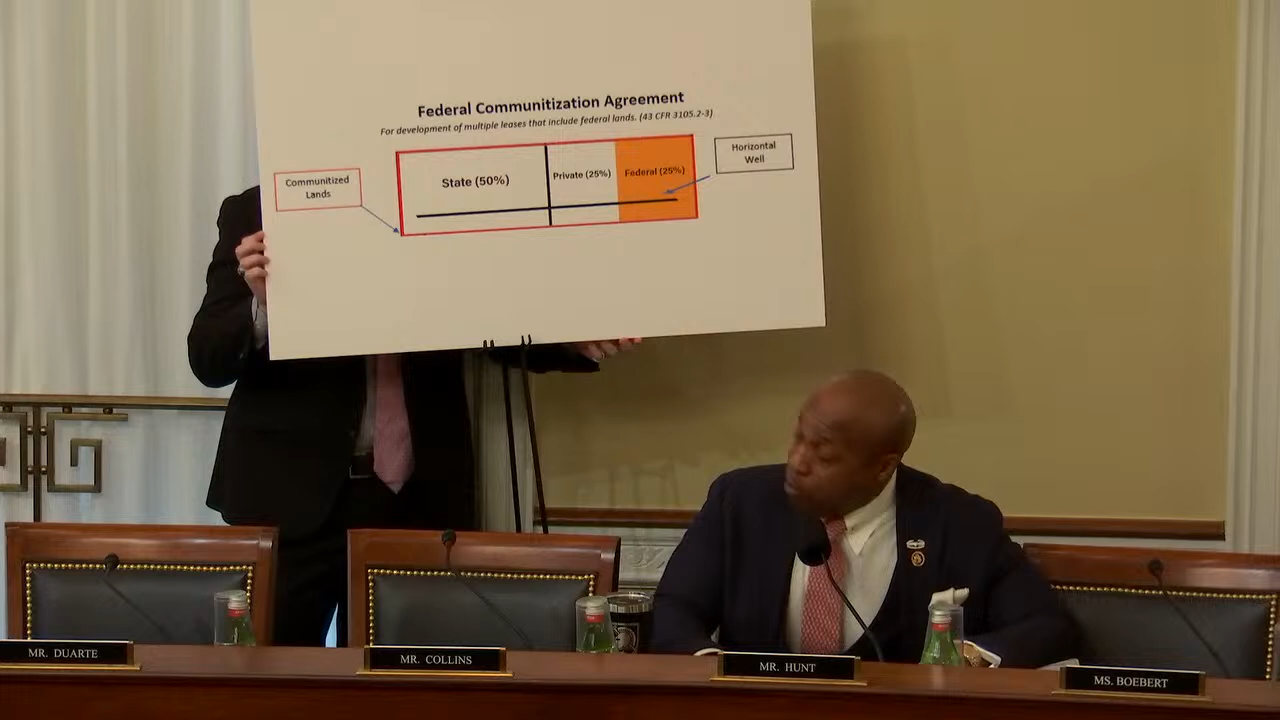 Federal Communitization Agreement
For development of multiple leases that include federal lands. (43 CFR 3105.2-3)
Communitized
Lands
State (50%)
Private (25%)
Federal (25%)
Horizontal
Well
MR. DUARTE
MR. COLLINS
MR. HUNT
MS. BOEBERT